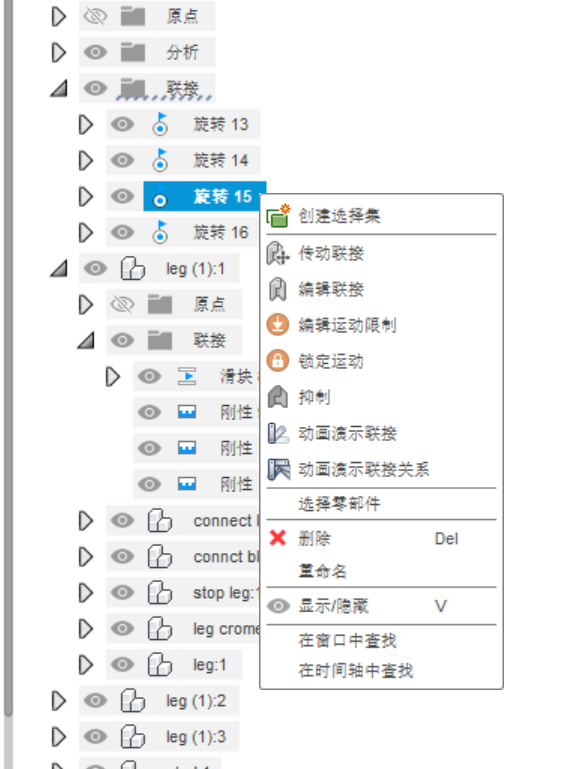 原点
分析
联接
旋转 13
旋转 14
旋转 15
旋转 16
leg (1):1
原点
联接
滑块
刚性
刚性
刚性
connect
connct bl
stop leg:
leg crome
leg:1
leg (1):2
leg (1):3
创建选择集
传动联接
编辑联接
编辑运动限制
锁定运动
抑制
动画演示联接
动画演示联接关系
选择零部件
删除 Del
重命名
显示/隐藏 V
在窗口中查找
在时间轴中查找